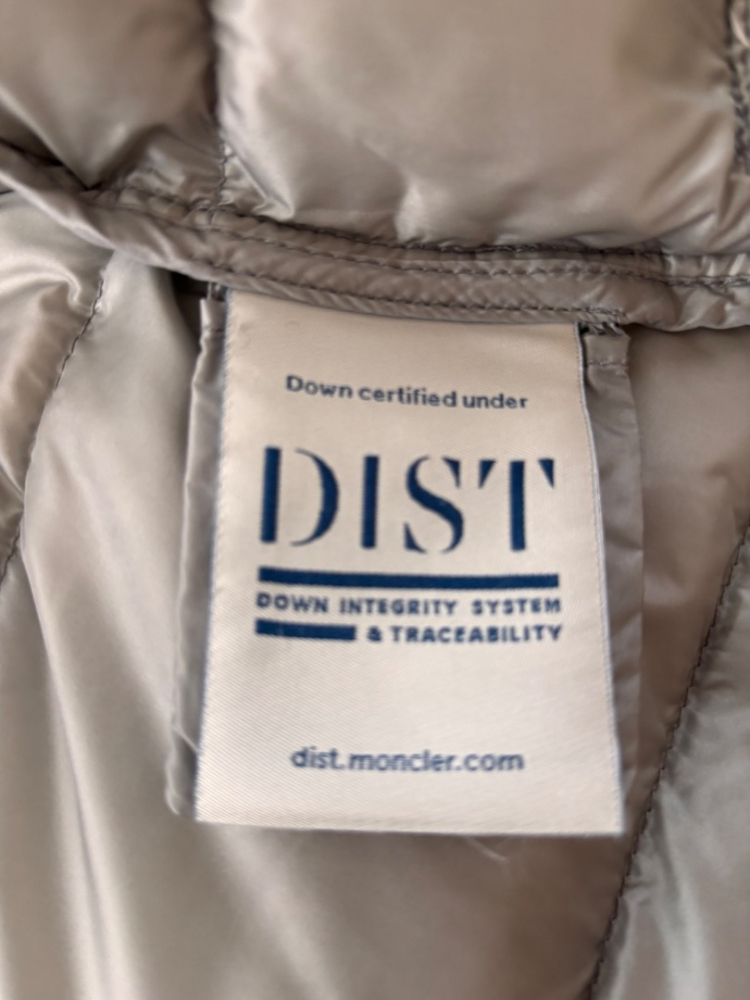 Down certified under
DIST
DOWN INTEGRITY SYSTEM
& TRACEABILITY
dist.moncler.com